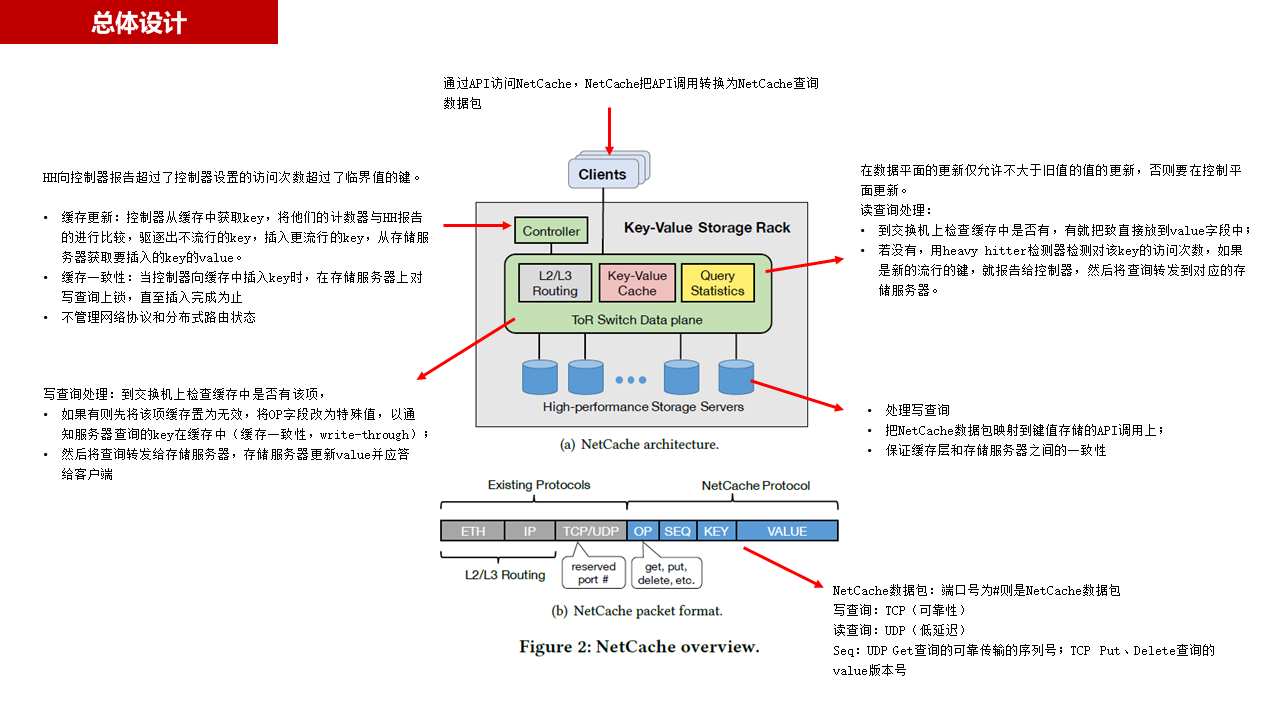 总体设计
通过API访问NetCache，NetCache把API调用转换为NetCache查询
数据包
HH向控制器报告超过了控制器设置的访问次数超过了临界值的键。
• 缓存更新：控制器从缓存中获取key，将他们的计数器与HH报告
的进行比较，驱逐出不流行的key，插入更流行的key，从存储服
务器获取要插入的key的value。
• 缓存一致性：当控制器向缓存中插入key时，在存储服务器上对
写查询上锁，直至插入完成为止
• 不管理网络协议和分布式路由状态
写查询处理：到交换机上检查缓存中是否有该项，
• 如果有则先将该项缓存置为无效，将OP字段改为特殊值，以通
知服务器查询的key在缓存中（缓存一致性，write-through）；
• 然后将查询转发给存储服务器，存储服务器更新value并应答
给客户端
Clients
Controller
Key-Value Storage Rack
L2/L3
Routing
Key-Value
Cache
Query
Statistics
ToR Switch Data plane
High-performance Storage Servers
(a) NetCache architecture.
在数据平面的更新仅允许不大于旧值的值的更新，否则要在控制平
面更新。
读查询处理：
• 到交换机上检查缓存中是否有，有就把致直接放到value字段中；
• 若没有，用heavy hitter检测器检测对该key的访问次数，如果
是新的流行的键，就报告给控制器，然后将查询转发到对应的存
储服务器。
• 处理写查询
• 把NetCache数据包映射到键值存储的API调用上；
• 保证缓存层和存储服务器之间的一致性
Existing Protocols
NetCache Protocol
ETH IP TCP/UDP OP SEQ KEY VALUE
L2/L3 Routing
reserved
port #
get, put,
delete, etc.
(b) NetCache packet format.
Figure 2: NetCache overview.
NetCache数据包：端口号为#则是NetCache数据包
写查询：TCP（可靠性）
读查询：UDP（低延迟）
Seq：UDP Get查询的可靠传输的序列号；TCP Put、Delete查询的
value版本号